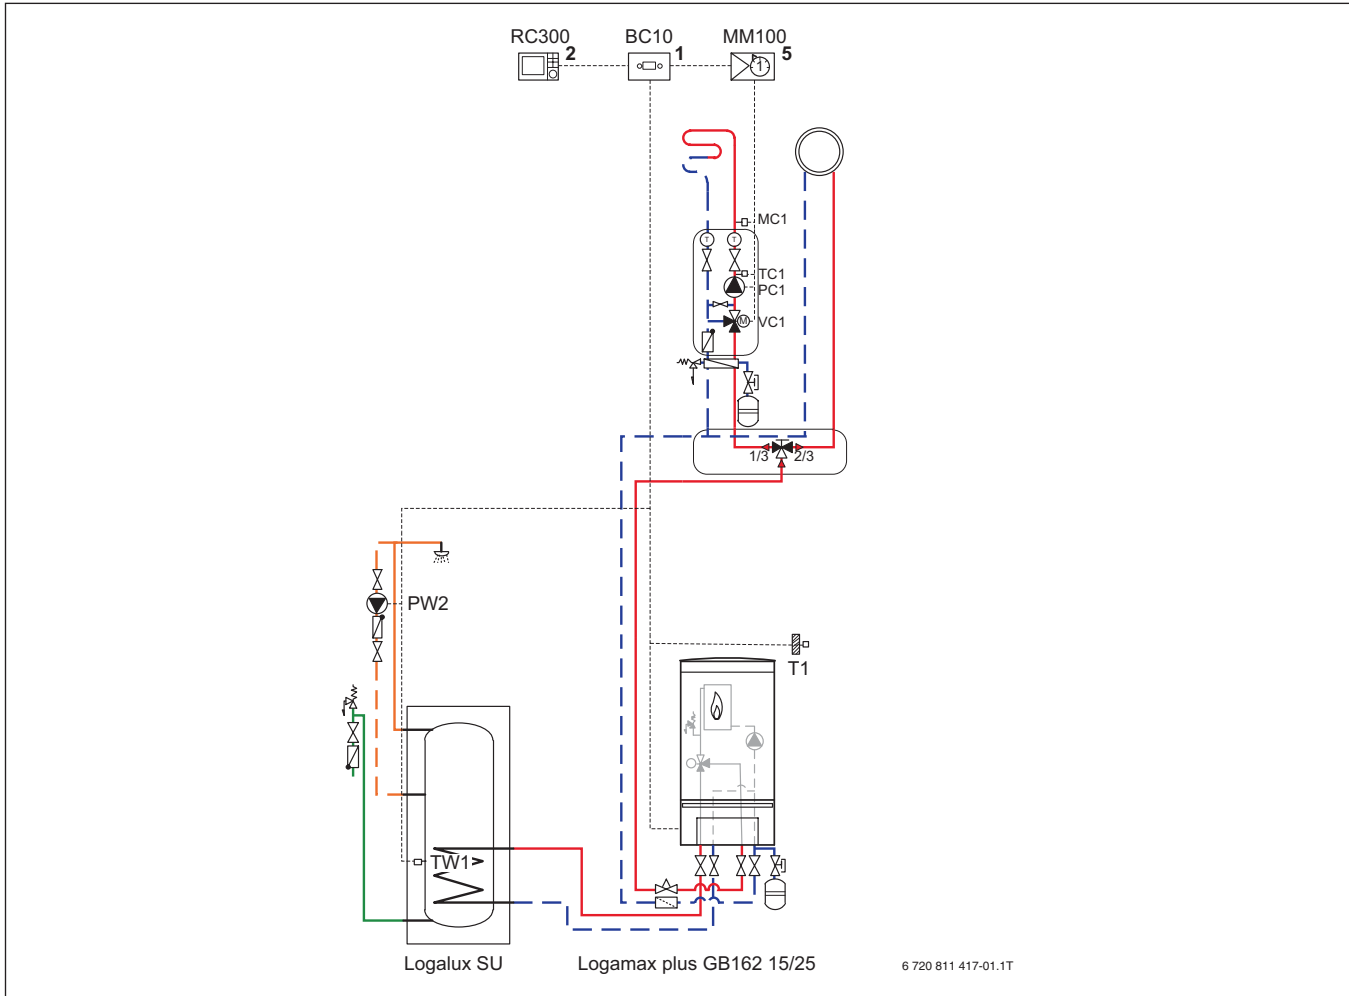 RC300 BC10 MM100
2 1 5
1
MC1
T T
TC1
PC1
M VC1
1/3 2/3
PW2
T1
TW1
Logalux SU Logamax plus GB162 15/25 6 720 811 417-01.1T